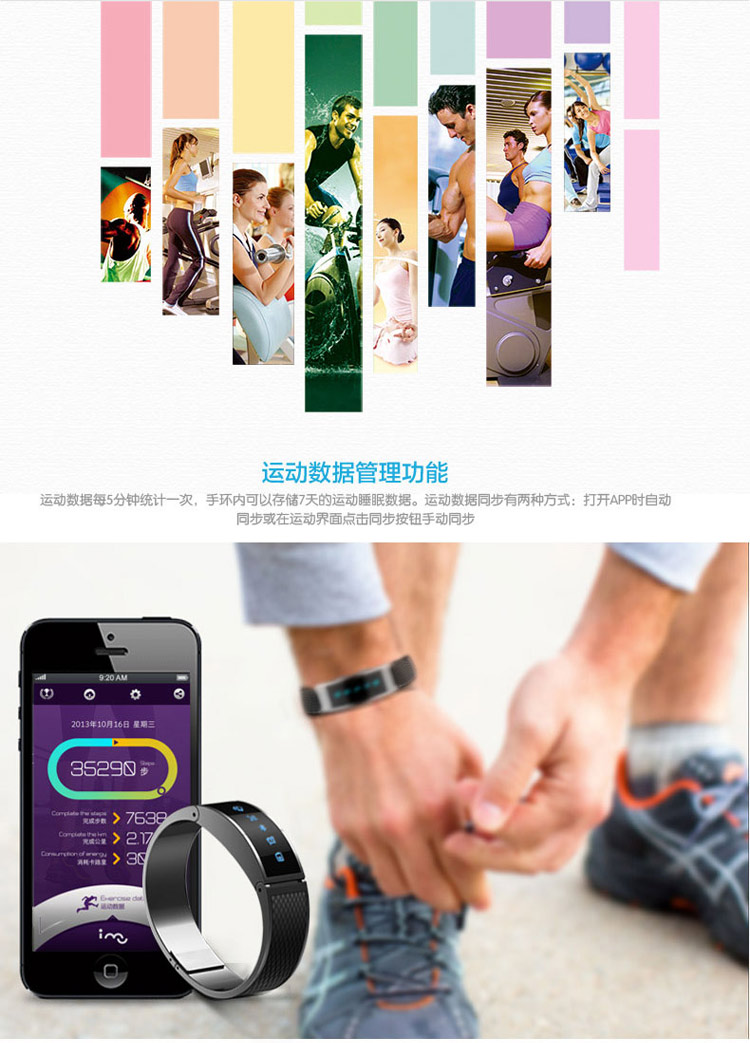 运动数据管理功能
运动数据每5分钟统计一次，手环内可以存储7天的运动睡眠数据。运动数据同步有两种方式：打开APP时自动
同步或在运动界面点击同步按钮手动同步
9:20 AM
2013年10月16日 星期三
35290 Steps 步
Complate the steps
完成步数
7638
Complate the km
完成公里
2.17
Consumption of energy
消耗卡路里
30
Exercise dat
运动数据